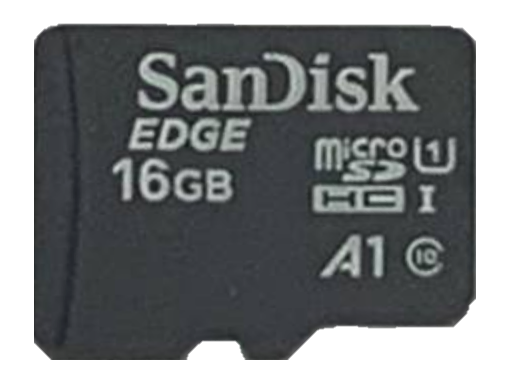 SanDisk
EDGE
16GB
micro
SD
HC I
U1
A1 10